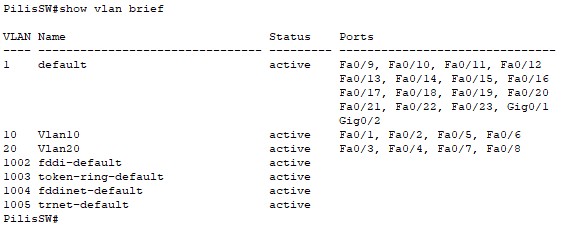 PilisSW#show vlan brief
VLAN Name                             Status    Ports
---- -------------------------------- --------- -------------------------------
1    default                          active    Fa0/9, Fa0/10, Fa0/11, Fa0/12
                                                Fa0/13, Fa0/14, Fa0/15, Fa0/16
                                                Fa0/17, Fa0/18, Fa0/19, Fa0/20
                                                Fa0/21, Fa0/22, Fa0/23, Gig0/1
                                                Gig0/2
10   Vlan10                           active    Fa0/1, Fa0/2, Fa0/5, Fa0/6
20   Vlan20                           active    Fa0/3, Fa0/4, Fa0/7, Fa0/8
1002 fddi-default                     active
1003 token-ring-default               active
1004 fddinet-default                  active
1005 trnet-default                    active
PilisSW#